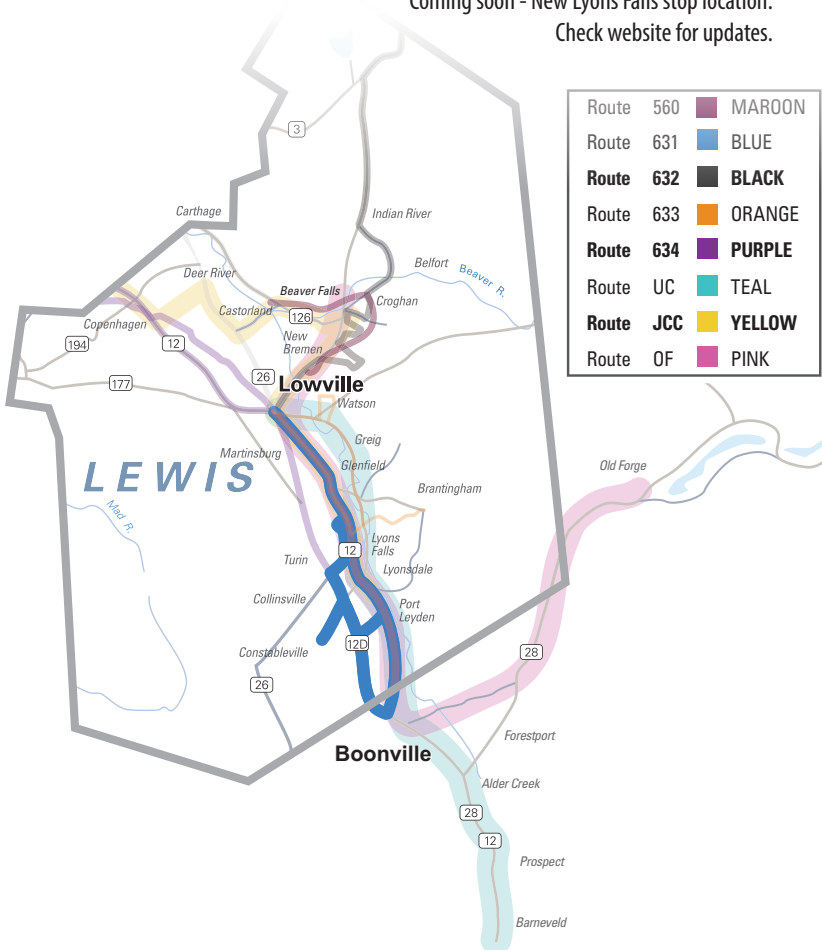 Coming soon - New Lyons Falls stop location.
Check website for updates.
Route 560 MAROON
Route 631 BLUE
Route 632 BLACK
Route 633 ORANGE
Route 634 PURPLE
Route UC TEAL
Route JCC YELLOW
Route OF PINK
3
Carthage
Indian River
Deer River
Belfort
Beaver R.
Beaver Falls
Croghan
Castorland
126
Copenhagen
194
12
New
Bremen
177
26
Lowville
Watson
Greig
Martinsburg
Glenfield
LEWIS
Old Forge
Brantingham
Mad R.
12
Lyons
Falls
Turin
Lyonsdale
Collinsville
Port
Leyden
12D
Constableville
28
26
Forestport
Boonville
Alder Creek
28
12
Prospect
Barneveld